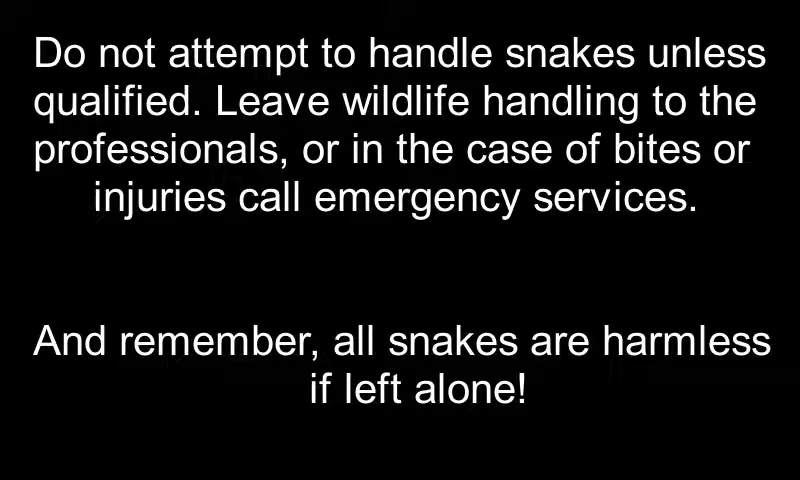 Do not attempt to handle snakes unless
qualified. Leave wildlife handling to the
professionals, or in the case of bites or
injuries call emergency services.
And remember, all snakes are harmless
if left alone!